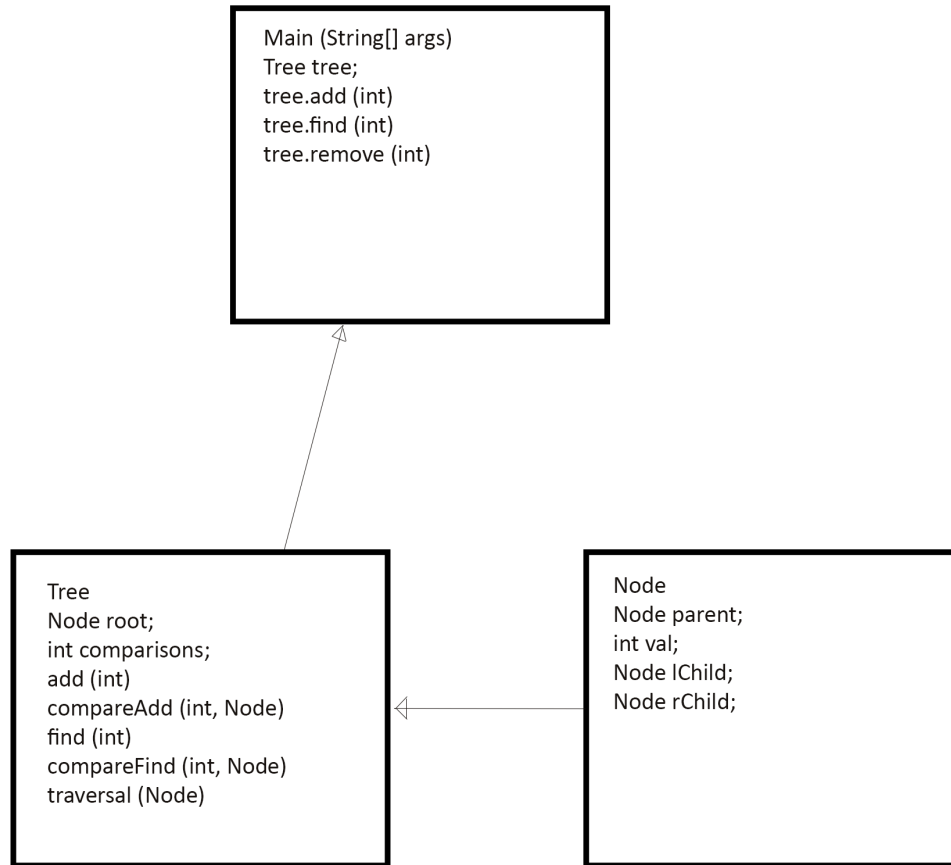 Main (String[] args)
Tree tree;
tree.add (int)
tree.find (int)
tree.remove (int)
Tree
Node root;
int comparisons;
add (int)
compareAdd (int, Node)
find (int)
compareFind (int, Node)
traversal (Node)
Node
Node parent;
int val;
Node lChild;
Node rChild;